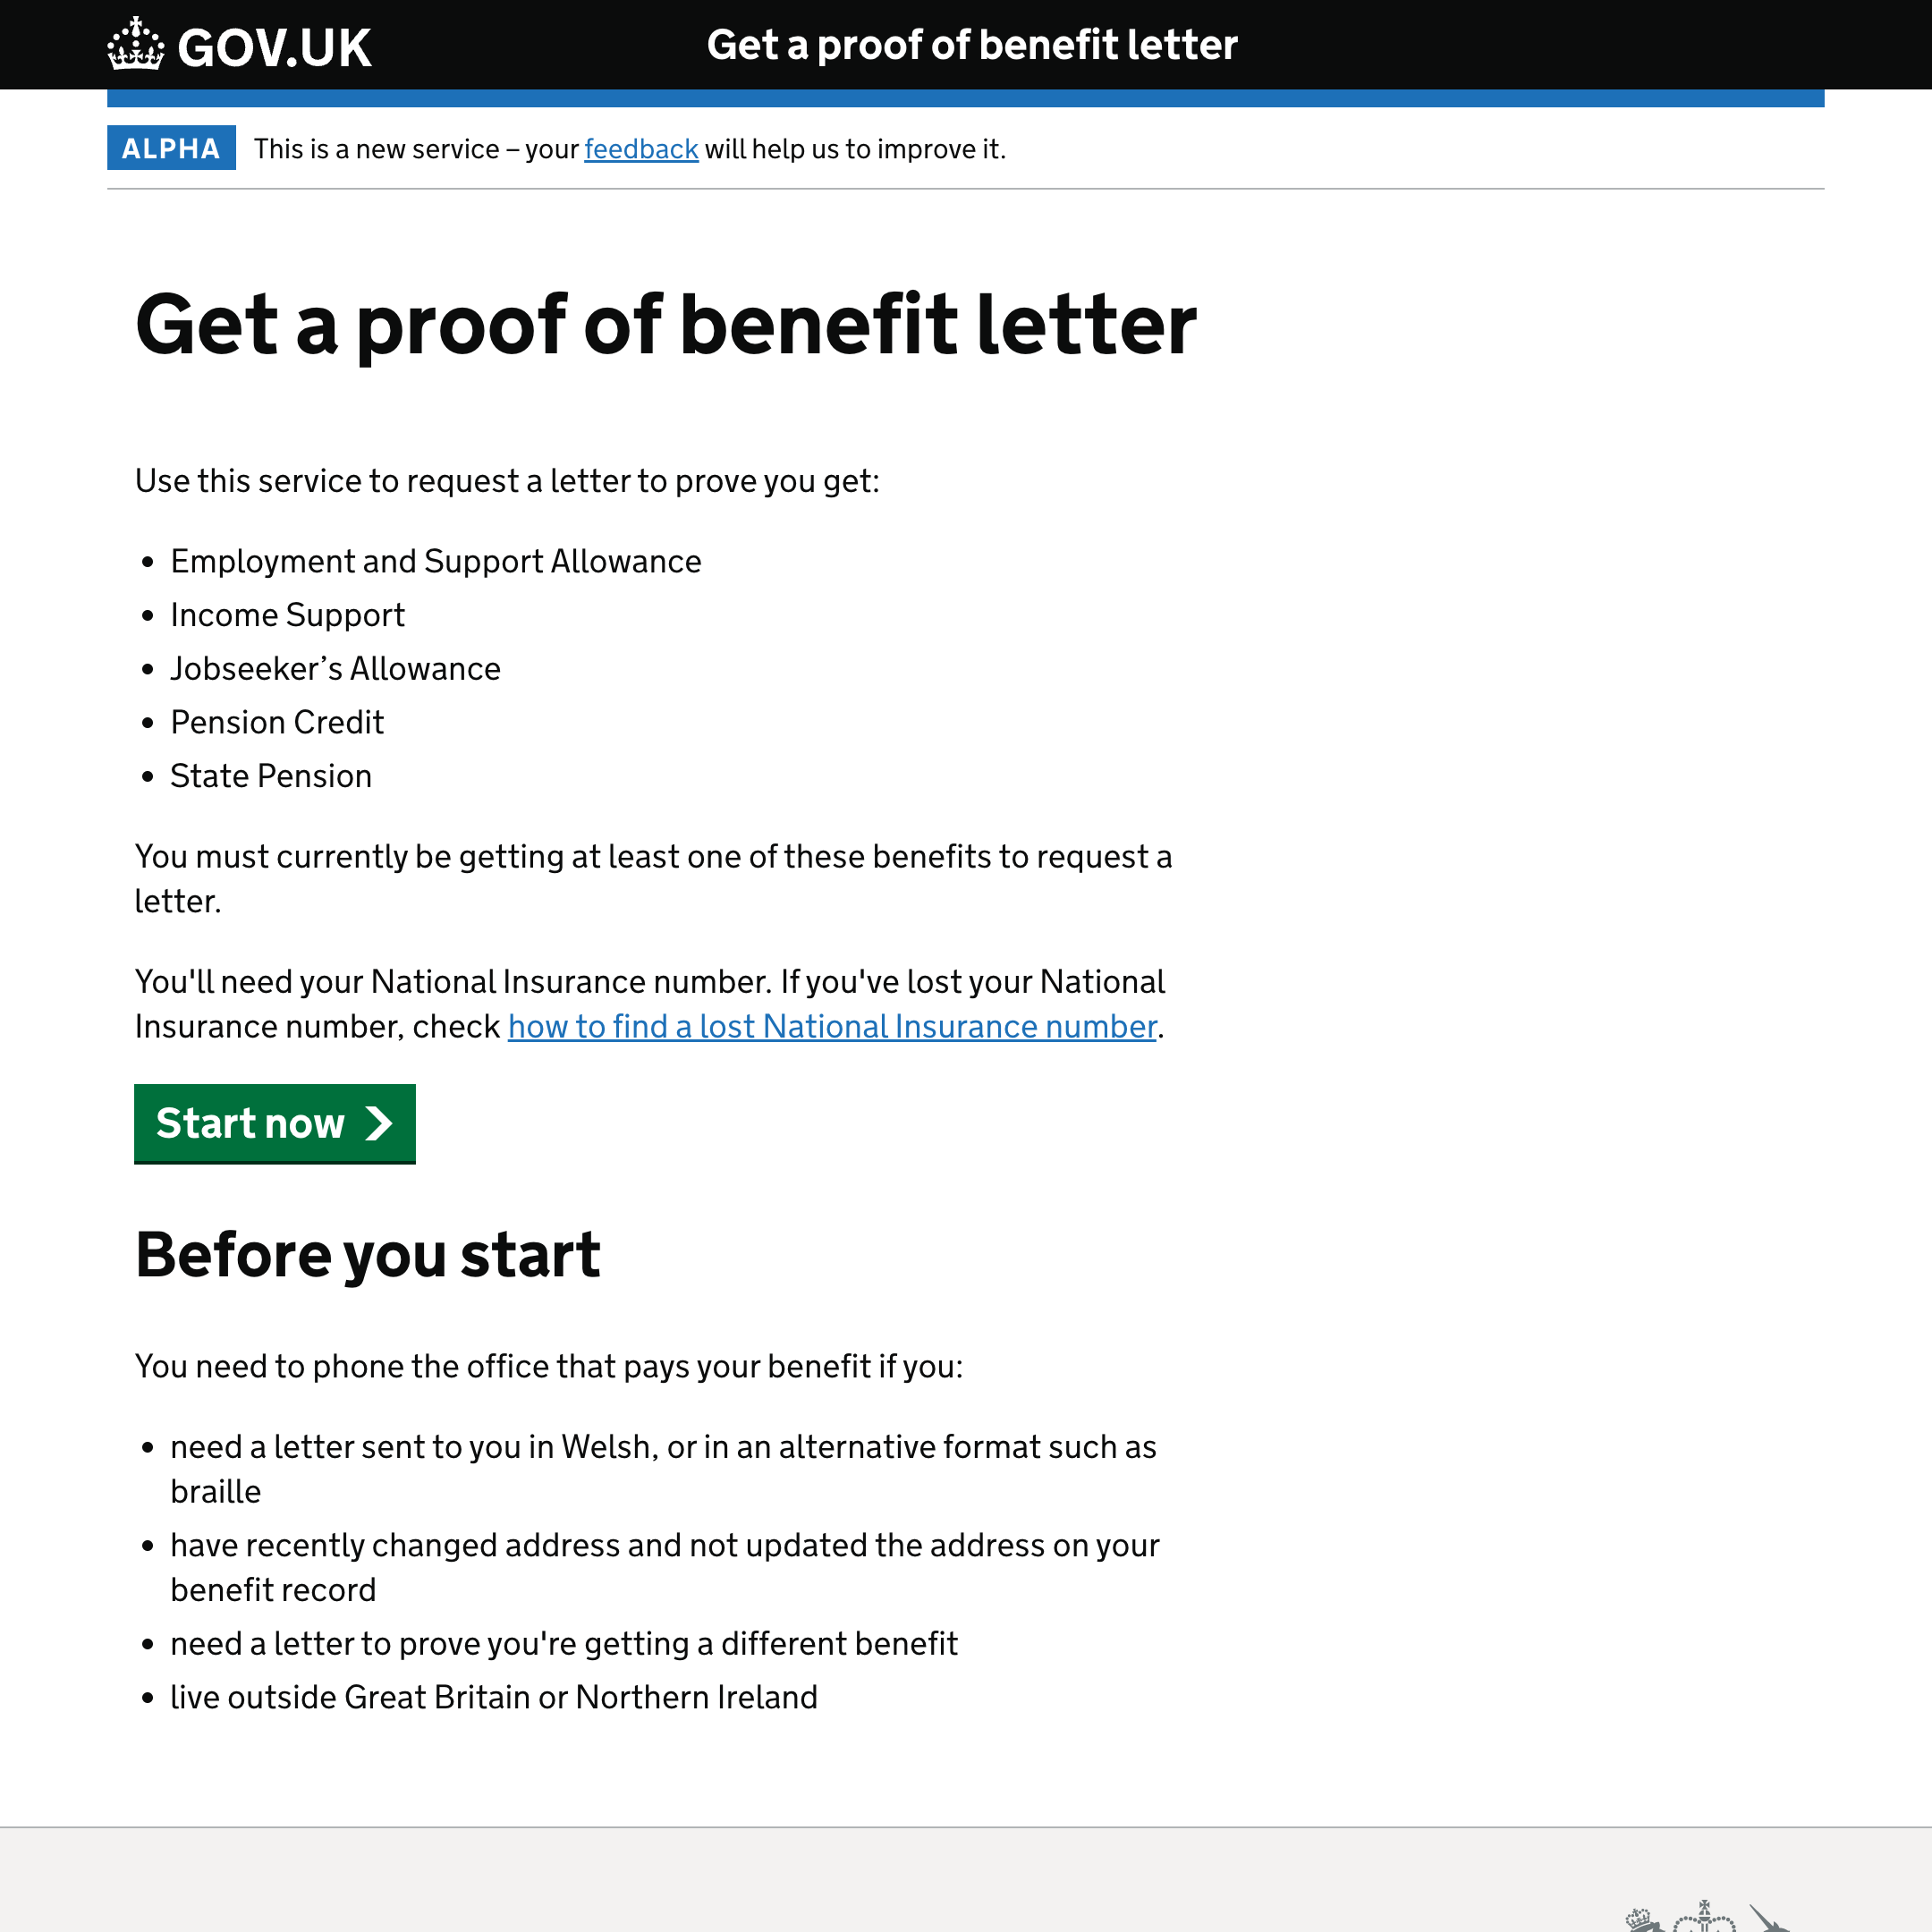 GOV.UK
Get a proof of benefit letter
ALPHA
This is a new service – your feedback will help us to improve it.
Get a proof of benefit letter
Use this service to request a letter to prove you get:
Employment and Support Allowance
Income Support
Jobseeker’s Allowance
Pension Credit
State Pension
You must currently be getting at least one of these benefits to request a
letter.
You'll need your National Insurance number. If you've lost your National
Insurance number, check how to find a lost National Insurance number.
Start now
Before you start
You need to phone the office that pays your benefit if you:
need a letter sent to you in Welsh, or in an alternative format such as
braille
have recently changed address and not updated the address on your
benefit record
need a letter to prove you're getting a different benefit
live outside Great Britain or Northern Ireland